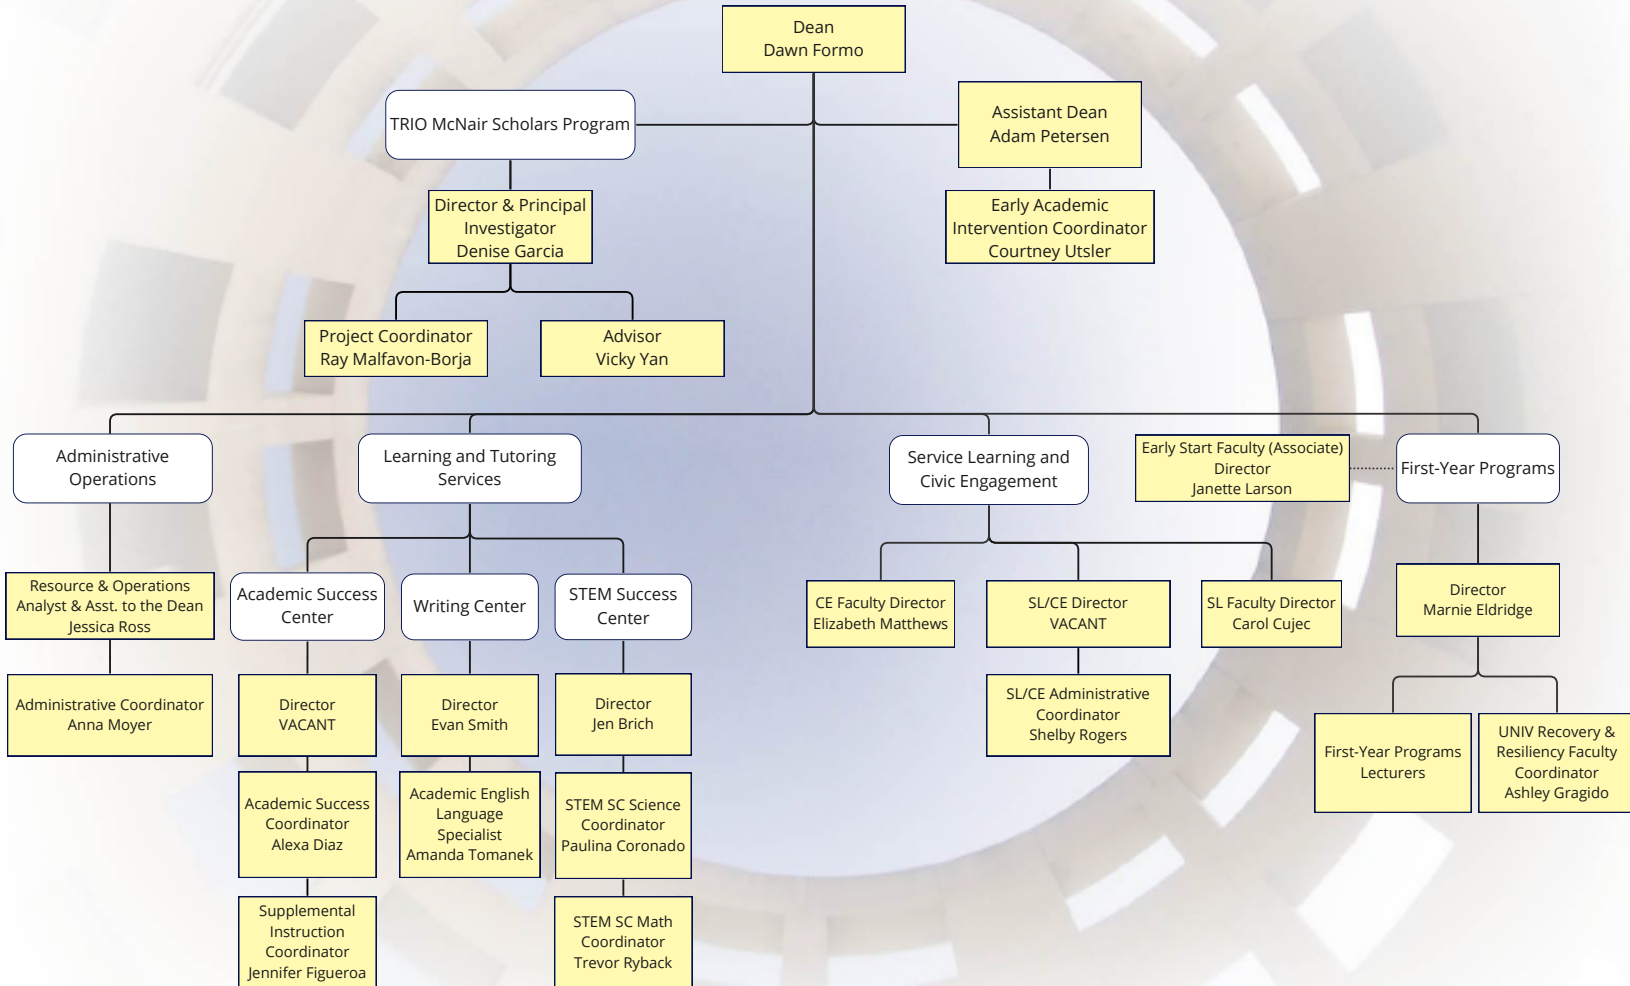 Dean
Dawn Formo
TRIO McNair Scholars Program
Assistant Dean
Adam Petersen
Director & Principal
Investigator
Denise Garcia
Early Academic
Intervention Coordinator
Courtney Utsler
Project Coordinator
Ray Malfavon-Borja
Advisor
Vicky Yan
Administrative
Operations
Learning and Tutoring
Services
Service Learning and
Civic Engagement
Early Start Faculty (Associate)
Director
Janette Larson
First-Year Programs
Resource & Operations
Analyst & Asst. to the Dean
Jessica Ross
Academic Success
Center
Writing Center
STEM Success
Center
CE Faculty Director
Elizabeth Matthews
SL/CE Director
VACANT
SL Faculty Director
Carol Cujec
Director
Marnie Eldridge
Administrative Coordinator
Anna Moyer
Director
VACANT
Director
Evan Smith
Director
Jen Brich
SL/CE Administrative
Coordinator
Shelby Rogers
First-Year Programs
Lecturers
UNIV Recovery &
Resiliency Faculty
Coordinator
Ashley Gragido
Academic Success
Coordinator
Alexa Diaz
Academic English
Language
Specialist
Amanda Tomanek
STEM SC Science
Coordinator
Paulina Coronado
Supplemental
Instruction
Coordinator
Jennifer Figueroa
STEM SC Math
Coordinator
Trevor Ryback